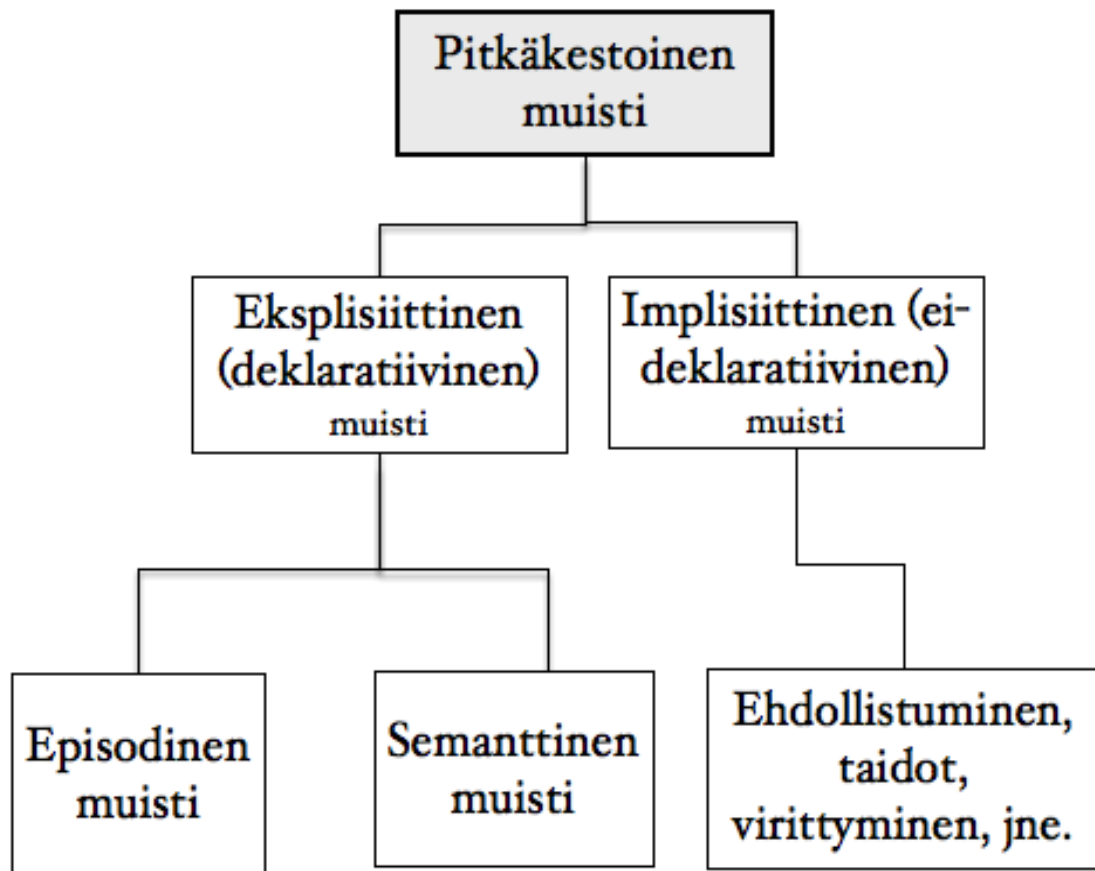 Pitkäkestoinen
muisti
Eksplisiittinen
(deklaratiivinen)
muisti
Implisiittinen (ei-
deklaratiivinen)
muisti
Episodinen
muisti
Semanttinen
muisti
Ehdollistuminen,
taidot,
virittyminen, jne.